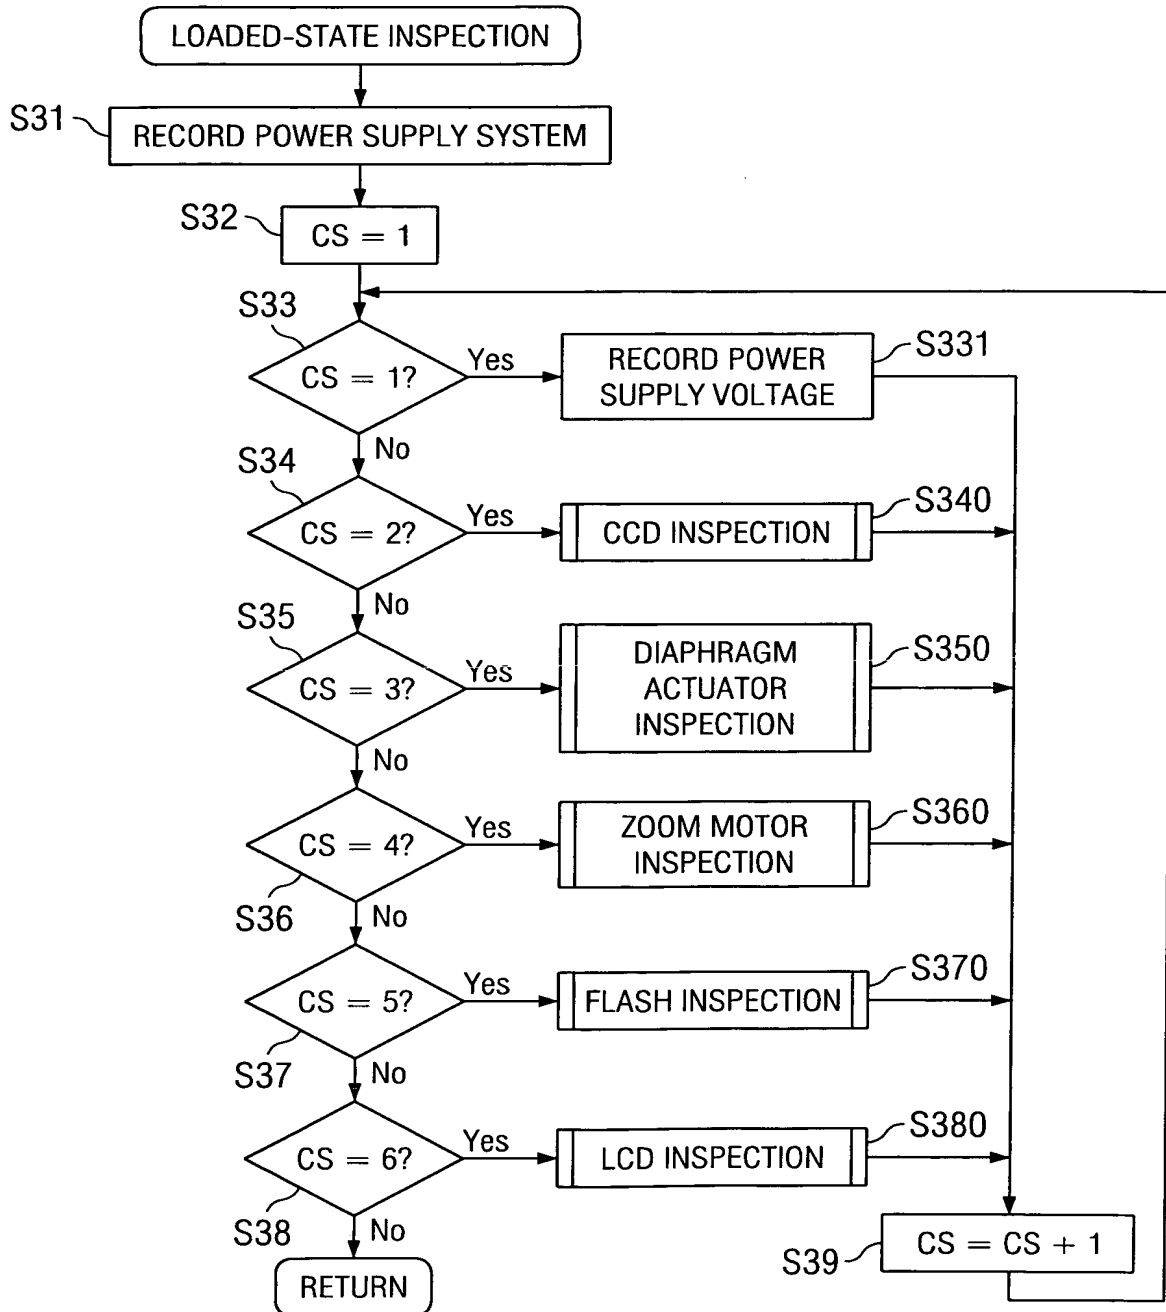 LOADED-STATE INSPECTION
S31
RECORD POWER SUPPLY SYSTEM
S32
CS = 1
S33
CS = 1?
Yes
RECORD POWER
SUPPLY VOLTAGE
S331
No
S34
CS = 2?
Yes
CCD INSPECTION
S340
No
S35
CS = 3?
Yes
DIAPHRAGM
ACTUATOR
INSPECTION
S350
No
CS = 4?
Yes
ZOOM MOTOR
INSPECTION
S360
S36
No
CS = 5?
Yes
FLASH INSPECTION
S370
S37
No
CS = 6?
Yes
LCD INSPECTION
S380
S38
No
RETURN
S39
CS = CS + 1